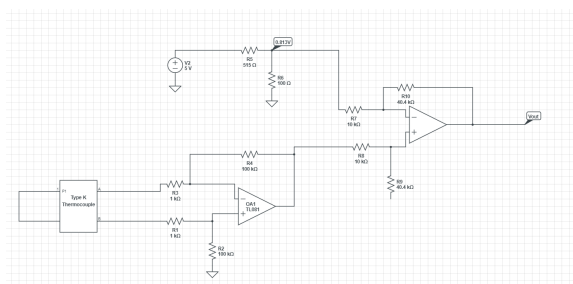 0.813V
V2
5 V
R5
515 Ω
R6
100 Ω
R10
40.4 kΩ
R7
10 kΩ
Vout
R4
100 kΩ
R8
10 kΩ
R9
40.4 kΩ
Type K
Thermocouple
A
B
R3
1 kΩ
OA1
TL081
R1
1 kΩ
R2
100 kΩ